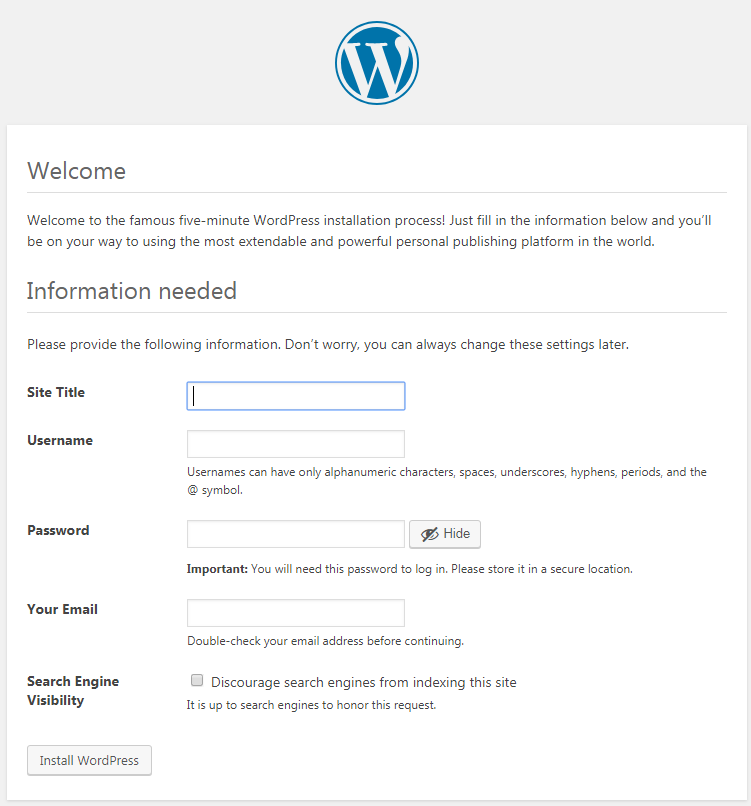 W
Welcome
Welcome to the famous five-minute WordPress installation process! Just fill in the information below and you’ll
be on your way to using the most extendable and powerful personal publishing platform in the world.
Information needed
Please provide the following information. Don’t worry, you can always change these settings later.
Site Title
Username
Usernames can have only alphanumeric characters, spaces, underscores, hyphens, periods, and the
@ symbol.
Password
Hide
Important: You will need this password to log in. Please store it in a secure location.
Your Email
Double-check your email address before continuing.
Search Engine
Visibility
Discourage search engines from indexing this site
It is up to search engines to honor this request.
Install WordPress